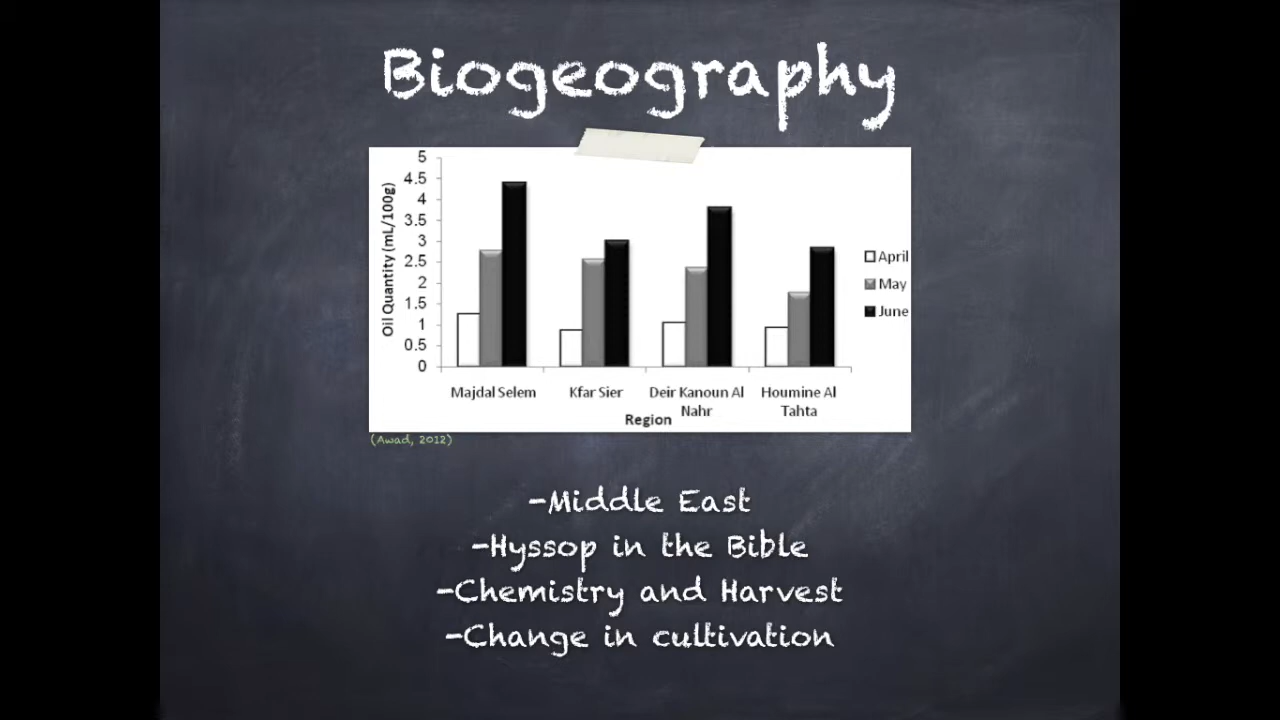 Biogeography
5
4.5
4
3.5
3
2.5
2
1.5
1
0.5
0
Oil Quantity (mL/100g)
April
May
June
Majdal Selem
Kfar Sier
Deir Kanoun Al
Nahr
Houmine Al
Tahta
Region
(Awad, 2012)
-Middle East
-Hyssop in the Bible
-Chemistry and Harvest
-Change in cultivation